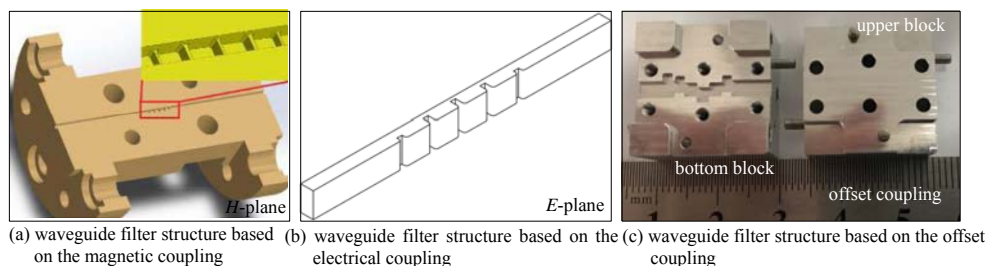 H-plane
E-plane
upper block
bottom block
offset coupling
mm 1 2 3 4 5
(a) waveguide filter structure based on the magnetic coupling
(b) waveguide filter structure based on the electrical coupling
(c) waveguide filter structure based on the offset coupling